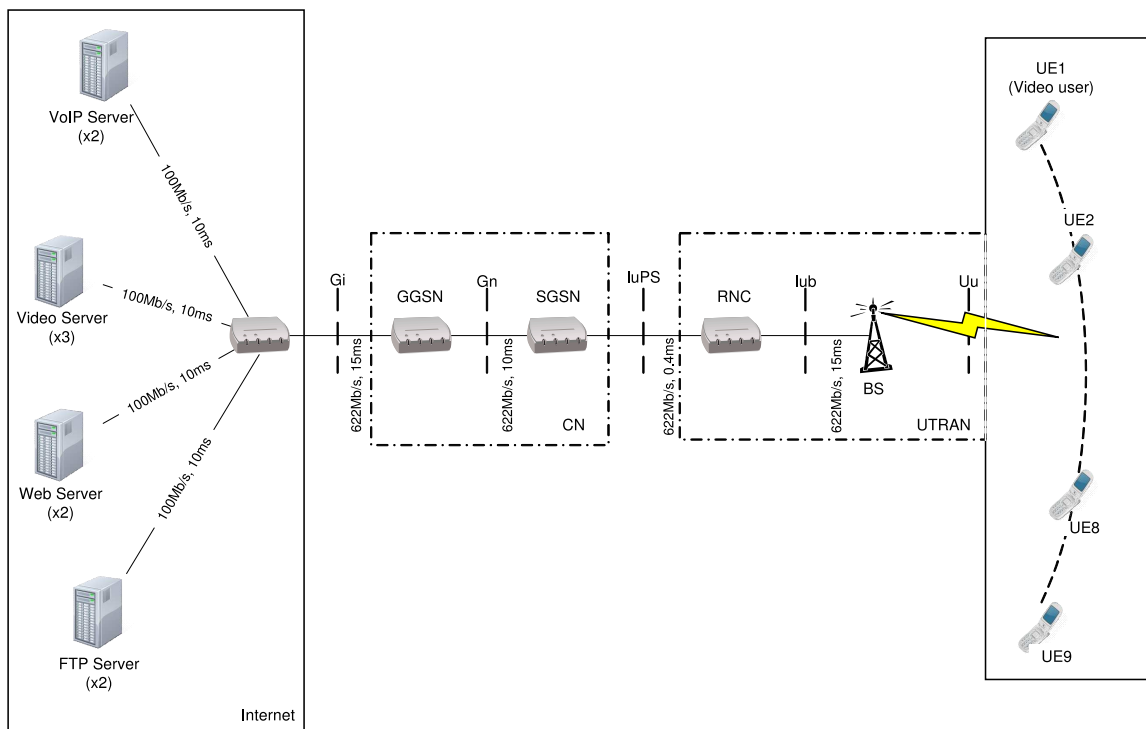 VoIP Server
(x2)
100Mb/s, 10ms
Video Server
(x3)
100Mb/s, 10ms
Web Server
(x2)
100Mb/s, 10ms
FTP Server
(x2)
100Mb/s, 10ms
Internet
Gi
622Mb/s, 15ms
GGSN
Gn
622Mb/s, 10ms
SGSN
CN
IuPS
622Mb/s, 0.4ms
RNC
Iub
622Mb/s, 15ms
BS
Uu
UTRAN
UE1
(Video user)
UE2
UE8
UE9